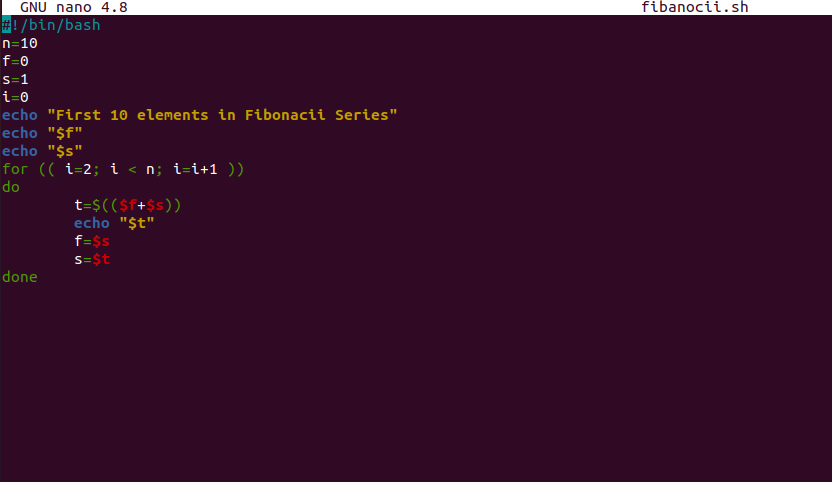 GNU nano 4.8 fibanocii.sh
#!/bin/bash
n=10
f=0
s=1
i=0
echo "First 10 elements in Fibonacii Series"
echo "$f"
echo "$s"
for (( i=2; i < n; i=i+1 ))
do
        t=$(($f+$s))
        echo "$t"
        f=$s
        s=$t
done